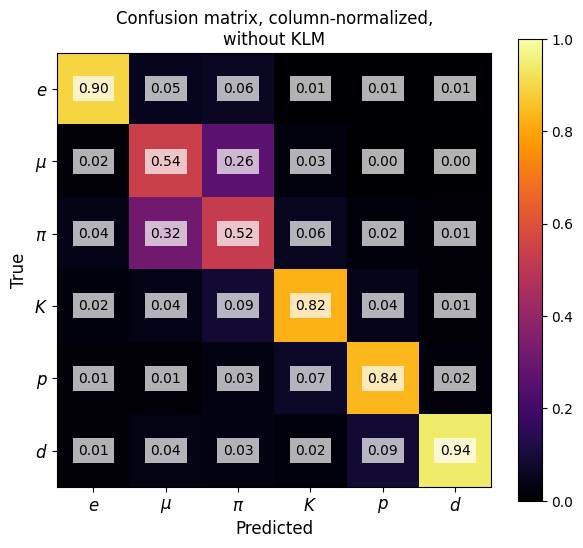 Confusion matrix, column-normalized,
without KLM
e 0.90 0.05 0.06 0.01 0.01 0.01
μ 0.02 0.54 0.26 0.03 0.00 0.00
π 0.04 0.32 0.52 0.06 0.02 0.01
K 0.02 0.04 0.09 0.82 0.04 0.01
p 0.01 0.01 0.03 0.07 0.84 0.02
d 0.01 0.04 0.03 0.02 0.09 0.94
True
e μ π K p d
Predicted
1.0
0.8
0.6
0.4
0.2
0.0